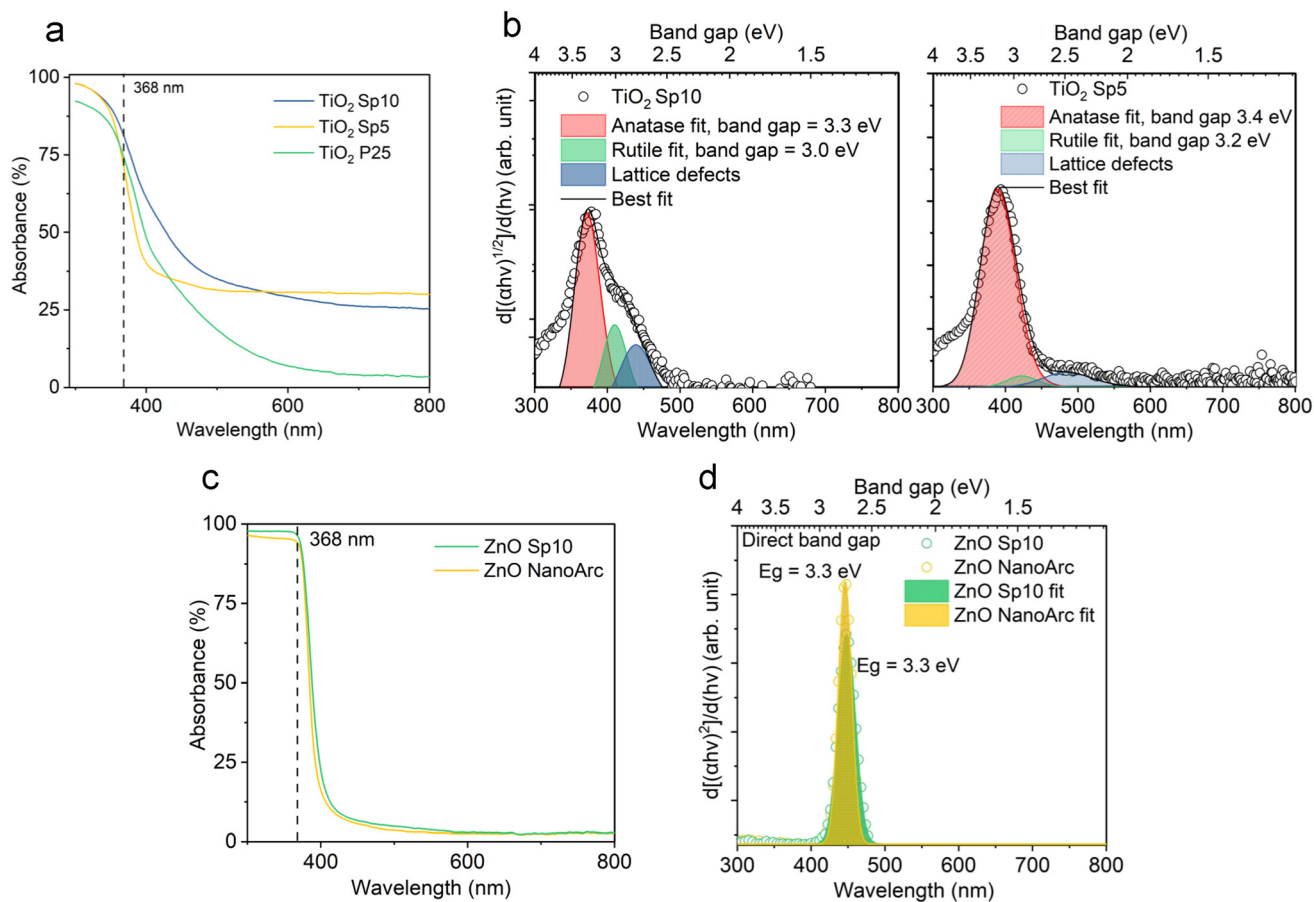 a
Absorbance (%)
100
75
50
25
0
368 nm
TiO₂ Sp10
TiO₂ Sp5
TiO₂ P25
400
600
800
Wavelength (nm)
b
Band gap (eV)
4 3.5 3 2.5 2 1.5
d[(αhν)^1/2]/d(hν) (arb. unit)
TiO₂ Sp10
Anatase fit, band gap = 3.3 eV
Rutile fit, band gap = 3.0 eV
Lattice defects
Best fit
300 400 500 600 700 800
Wavelength (nm)
Band gap (eV)
4 3.5 3 2.5 2 1.5
TiO₂ Sp5
Anatase fit, band gap 3.4 eV
Rutile fit, band gap 3.2 eV
Lattice defects
Best fit
300 400 500 600 700 800
Wavelength (nm)
c
Absorbance (%)
100
75
50
25
0
368 nm
ZnO Sp10
ZnO NanoArc
400
600
800
Wavelength (nm)
d
Band gap (eV)
4 3.5 3 2.5 2 1.5
d[(αhν)²]/d(hν) (arb. unit)
Direct band gap
Eg = 3.3 eV
Eg = 3.3 eV
ZnO Sp10
ZnO NanoArc
ZnO Sp10 fit
ZnO NanoArc fit
300 400 500 600 700 800
Wavelength (nm)